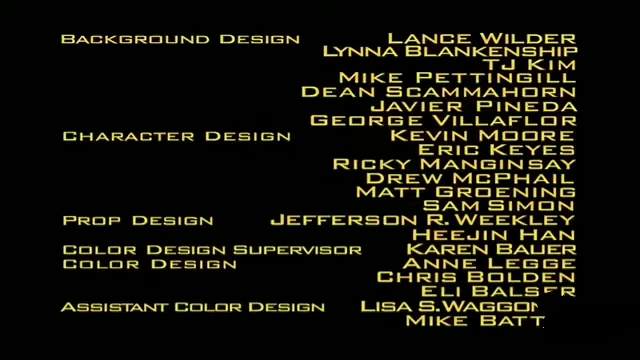 Background Design Lance Wilder
Lynna Blankenship
TJ Kim
Mike Pettingill
Dean Scammahorn
Javier Pineda
George Villaflor
Character Design Kevin Moore
Eric Keyes
Ricky Manginsay
Drew McPhail
Matt Groening
Sam Simon
Prop Design Jefferson R. Weekley
Heejin Han
Color Design Supervisor Karen Bauer
Color Design Anne Legge
Chris Bolden
Eli Balser
Assistant Color Design Lisa S.
Mike